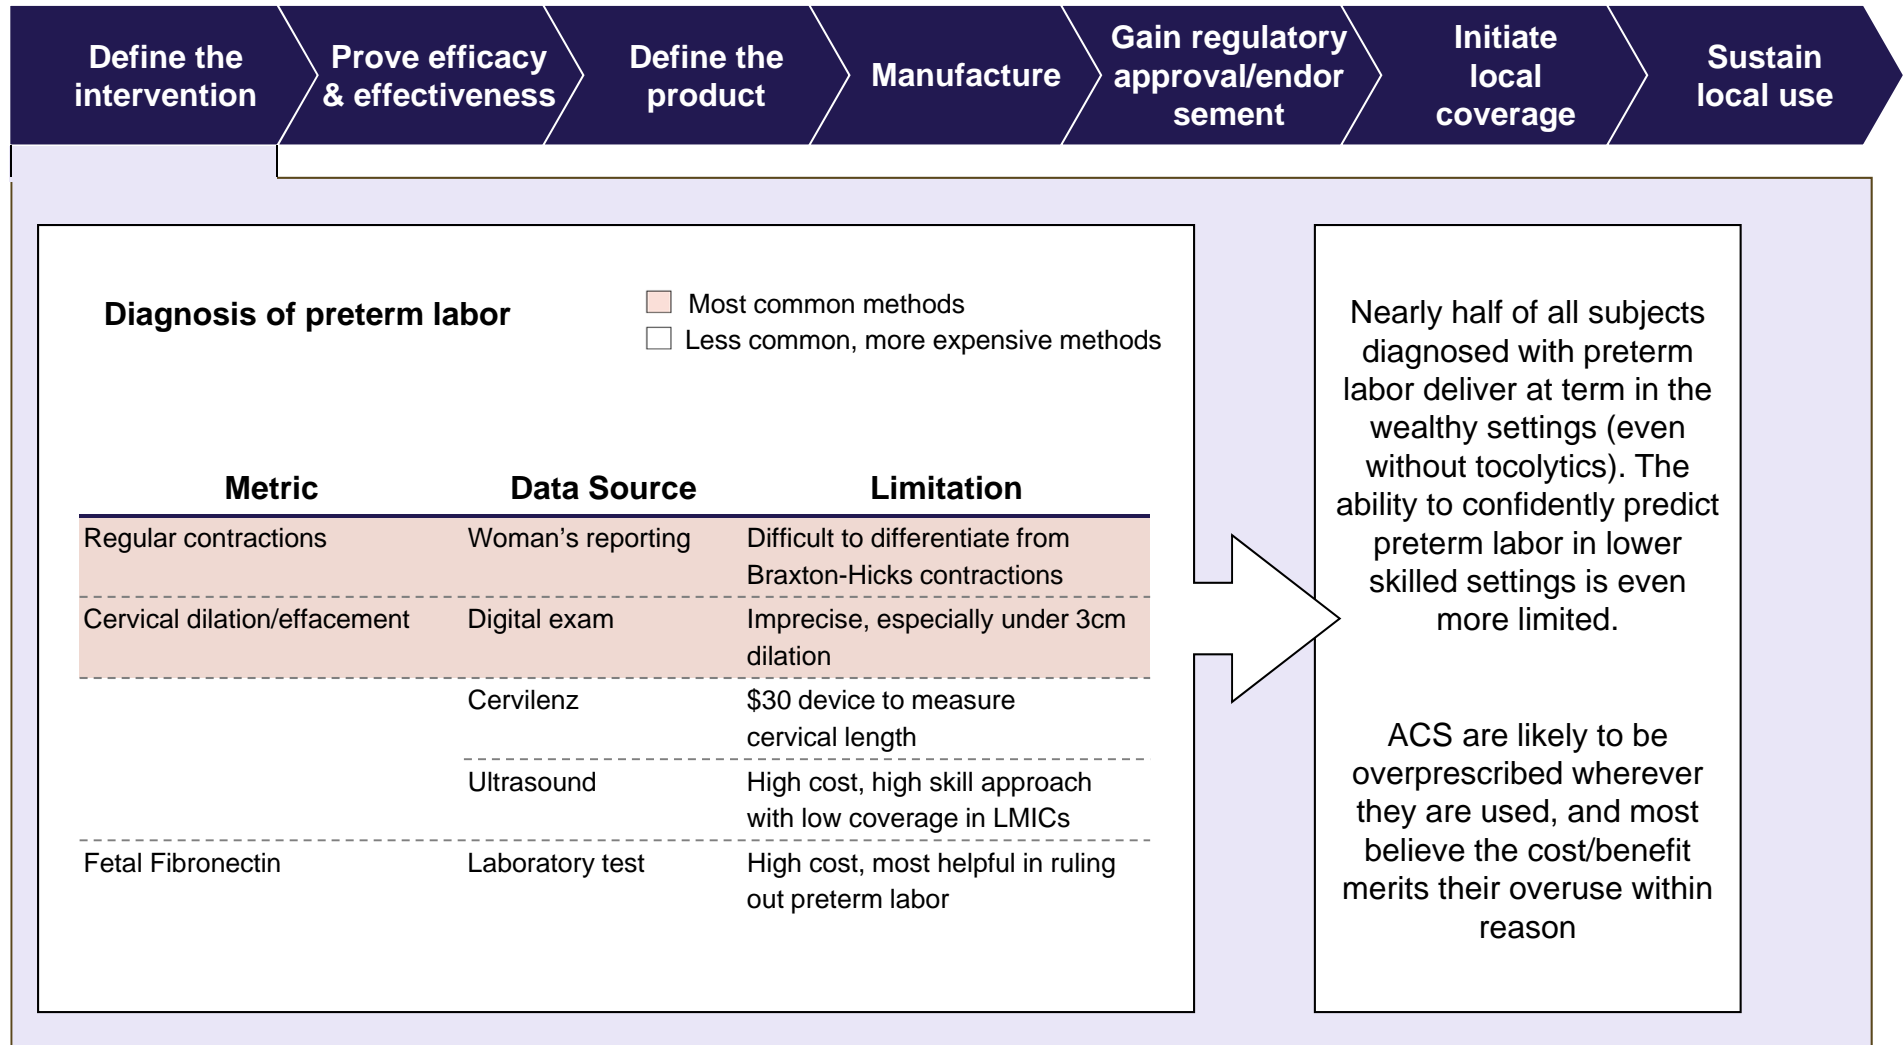 Define the
intervention
Prove efficacy
& effectiveness
Define the
product
Manufacture
Gain regulatory
approval/endor
sement
Initiate
local
coverage
Sustain
local use
Diagnosis of preterm labor
Most common methods
Less common, more expensive methods
Metric Data Source Limitation
Regular contractions Woman’s reporting Difficult to differentiate from
Braxton-Hicks contractions
Cervical dilation/effacement Digital exam Imprecise, especially under 3cm
dilation
Cervilenz $30 device to measure
cervical length
Ultrasound High cost, high skill approach
with low coverage in LMICs
Fetal Fibronectin Laboratory test High cost, most helpful in ruling
out preterm labor
Nearly half of all subjects
diagnosed with preterm
labor deliver at term in the
wealthy settings (even
without tocolytics). The
ability to confidently predict
preterm labor in lower
skilled settings is even
more limited.
ACS are likely to be
overprescribed wherever
they are used, and most
believe the cost/benefit
merits their overuse within
reason